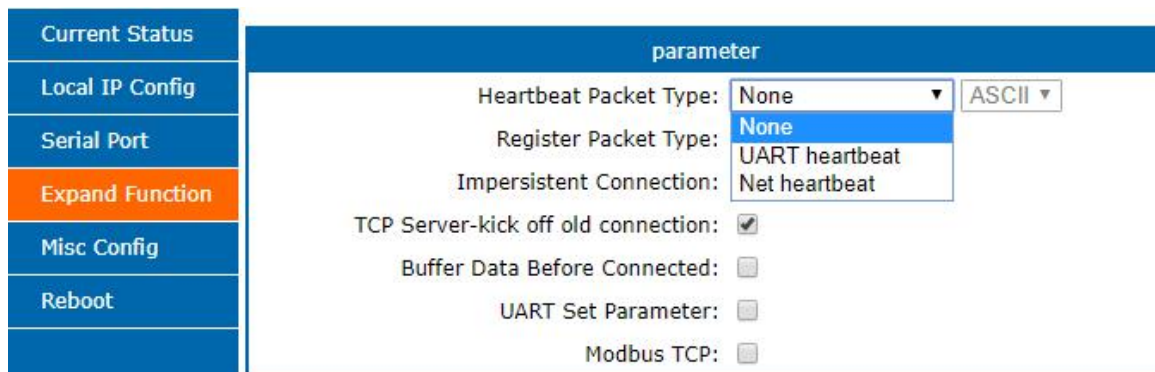 Current Status
Local IP Config
Serial Port
Expand Function
Misc Config
Reboot
parameter
Heartbeat Packet Type: None ASCII
None
Register Packet Type:
UART heartbeat
Impersistent Connection: Net heartbeat
TCP Server-kick off old connection:
Buffer Data Before Connected:
UART Set Parameter:
Modbus TCP: